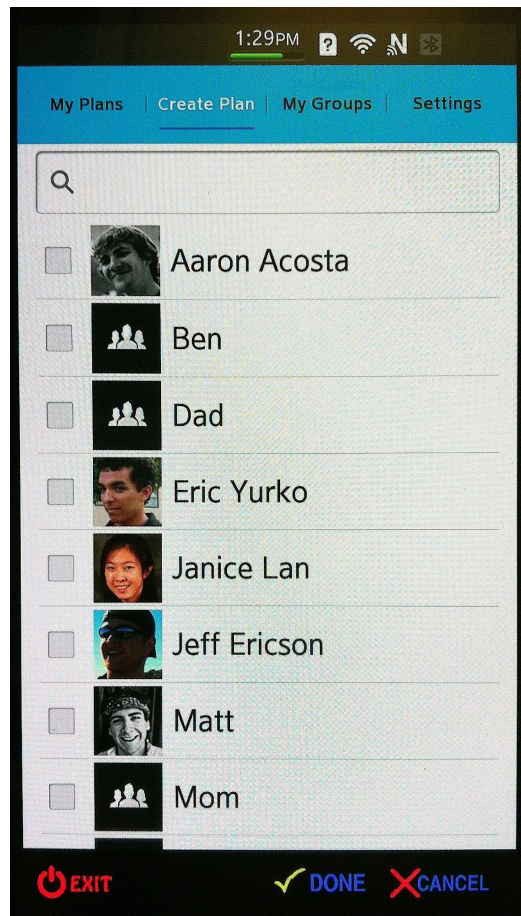 1:29PM
My Plans | Create Plan | My Groups | Settings
Aaron Acosta
Ben
Dad
Eric Yurko
Janice Lan
Jeff Ericson
Matt
Mom
EXIT DONE CANCEL